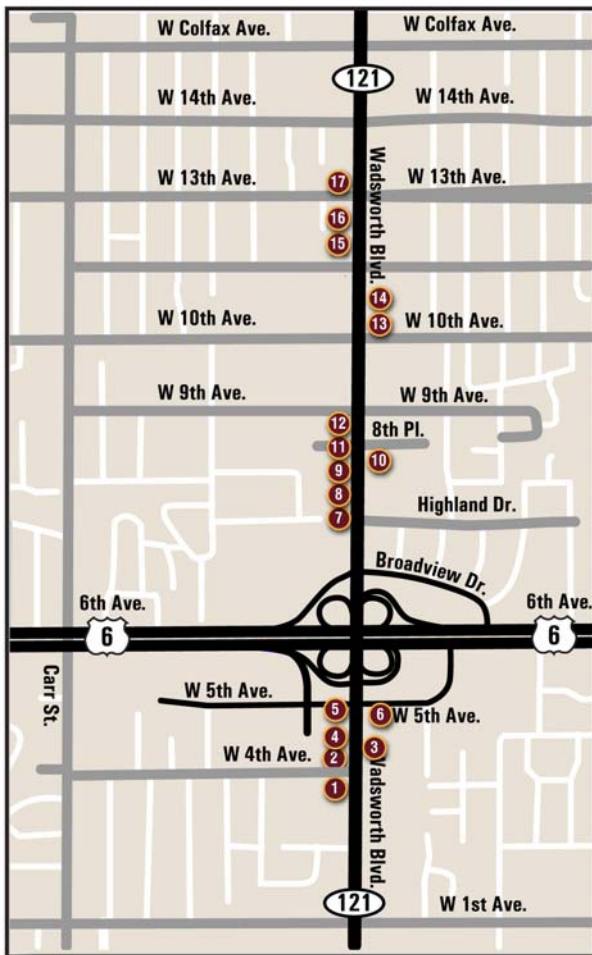 W Colfax Ave. W Colfax Ave.
121
W 14th Ave. W 14th Ave.
Wadsworth Blvd.
W 13th Ave. 17 W 13th Ave.
16
15
14
13
W 10th Ave. W 10th Ave.
W 9th Ave. W 9th Ave.
12
8th Pl.
11
10
9
8
7
Highland Dr.
Broadview Dr.
6th Ave. 6th Ave.
6 6
Carr St.
W 5th Ave.
5 6 W 5th Ave.
4
3
W 4th Ave. 2
Wadsworth Blvd.
1
121
W 1st Ave.